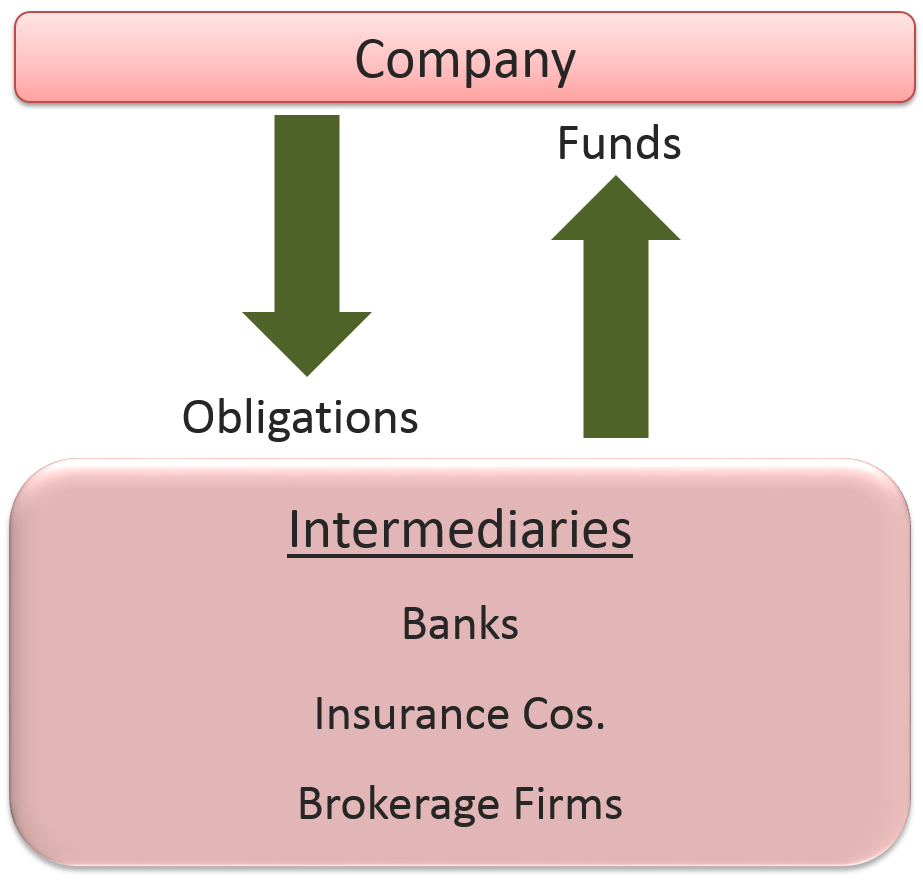 Company
Funds
Obligations
Intermediaries
Banks
Insurance Cos.
Brokerage Firms